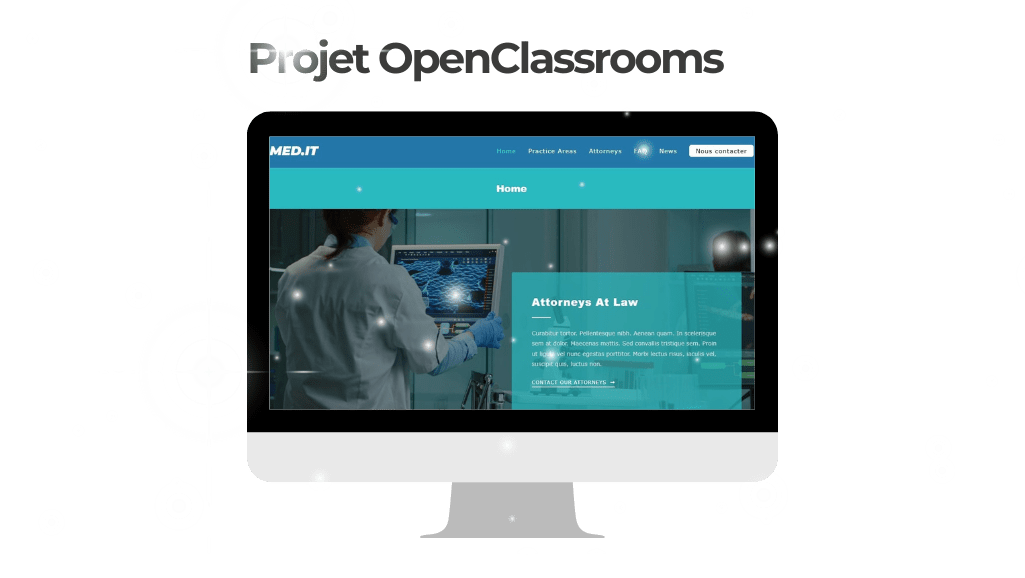 Projet OpenClassrooms
MED.IT
Home Practice Areas Attorneys FAQ News Nous contacter
Home
Attorneys At Law
Curabitur tortor. Pellentesque nibh. Aenean quam. In scelerisque
sem at dolor. Maecenas mattis. Sed convallis tristique sem. Proin
ut ligula vel nunc egestas porttitor. Morbi lectus risus, iaculis vel,
suscipit quis, luctus non.
CONTACT OUR ATTORNEYS →